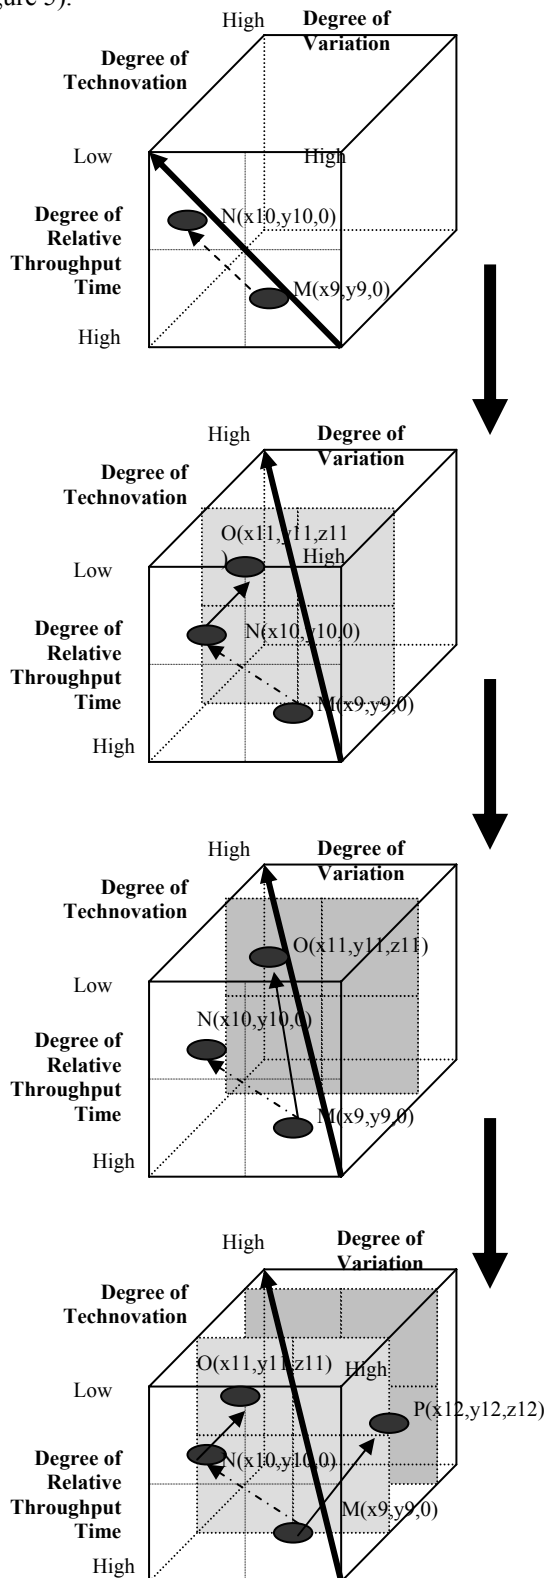 gure 5).
High
Degree of
Variation
Degree of
Technovation
Low
High
Degree of
Relative
Throughput
Time
N(x10,y10,0)
M(x9,y9,0)
High
High
Degree of
Variation
Degree of
Technovation
O(x11,y11,z11
)
High
Low
Degree of
Relative
Throughput
Time
N(x10,y10,0)
M(x9,y9,0)
High
High
Degree of
Variation
Degree of
Technovation
O(x11,y11,z11)
Low
N(x10,y10,0)
Degree of
Relative
Throughput
Time
M(x9,y9,0)
High
High
Degree of
Variation
Degree of
Technovation
O(x11,y11,z11)
High
Low
P(x12,y12,z12)
Degree of
Relative
Throughput
Time
N(x10,y10,0)
M(x9,y9,0)
High